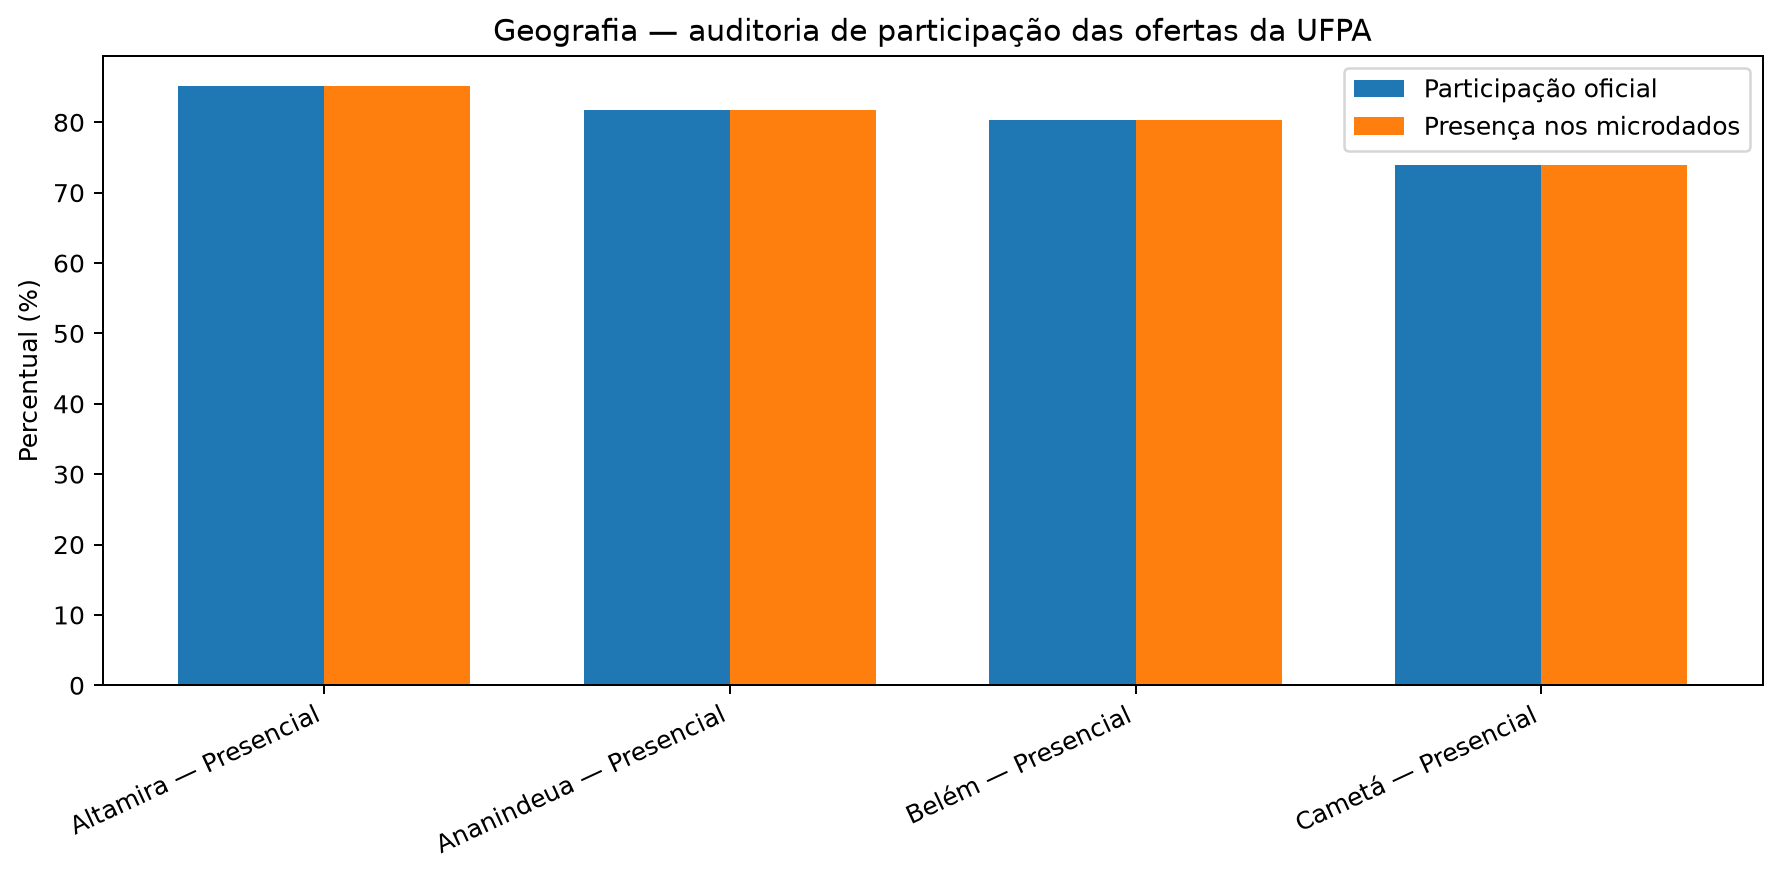 Geografia — auditoria de participação das ofertas da UFPA
Participação oficial
Presença nos microdados
Percentual (%)
80
70
60
50
40
30
20
10
0
Altamira — Presencial
Ananindeua — Presencial
Belém — Presencial
Cametá — Presencial